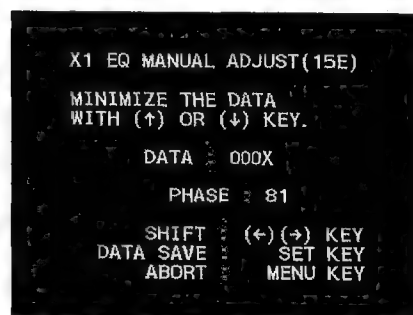 X1 EQ MANUAL ADJUST(15E)
MINIMIZE THE DATA
WITH (↑) OR (↓) KEY.
DATA : 000X
PHASE : 81
SHIFT : (←)(→) KEY
DATA SAVE : SET KEY
ABORT : MENU KEY